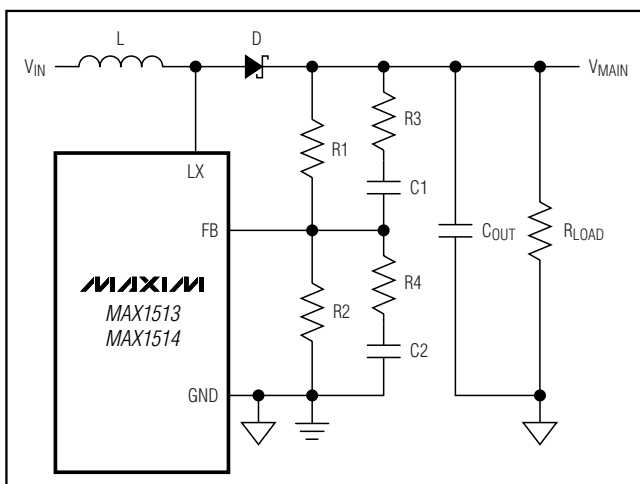 L
D
V_IN
V_MAIN
R3
R1
LX
C1
FB
C_OUT
R_LOAD
MAXIM
R4
MAX1513
R2
MAX1514
C2
GND